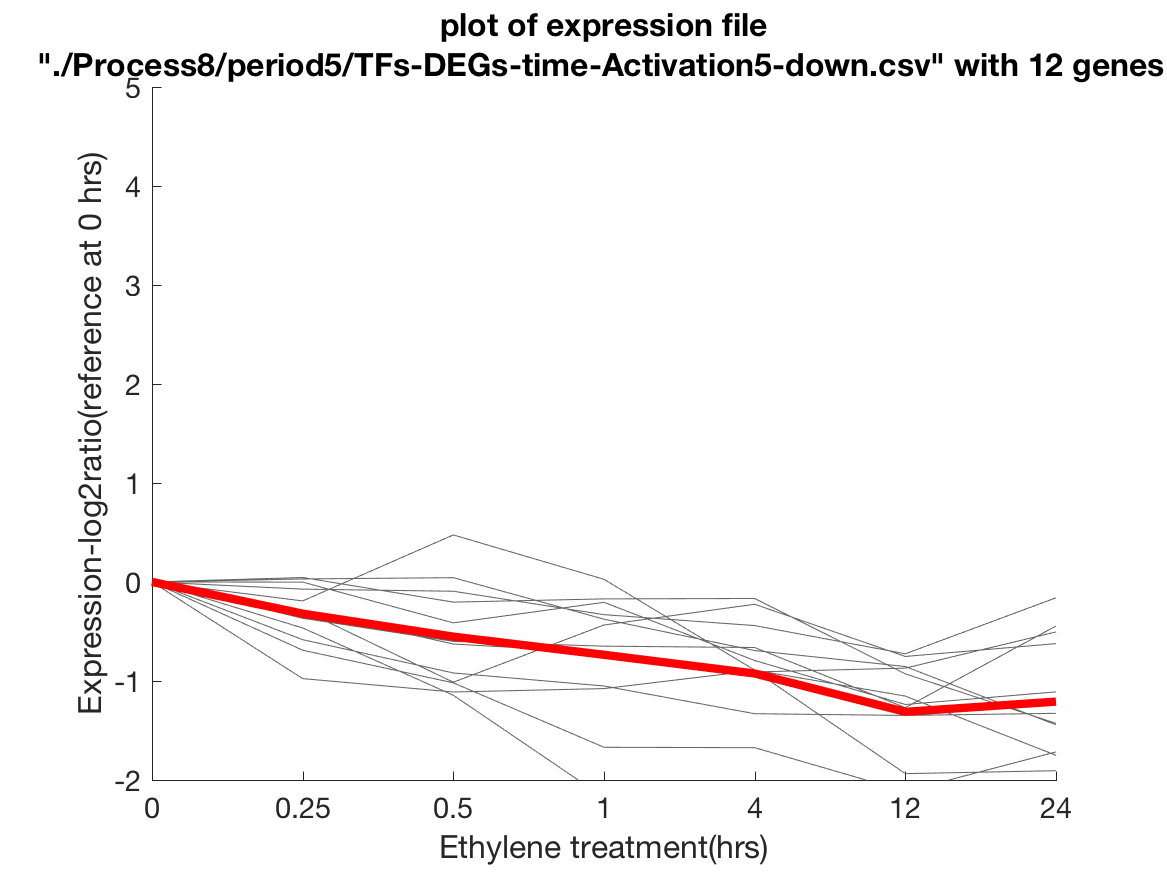 plot of expression file
"./Process8/period5/TFs-DEGs-time-Activation5-down.csv" with 12 genes
Expression-log2ratio(reference at 0 hrs)
5
4
3
2
1
0
-1
-2
0 0.25 0.5 1 4 12 24
Ethylene treatment(hrs)